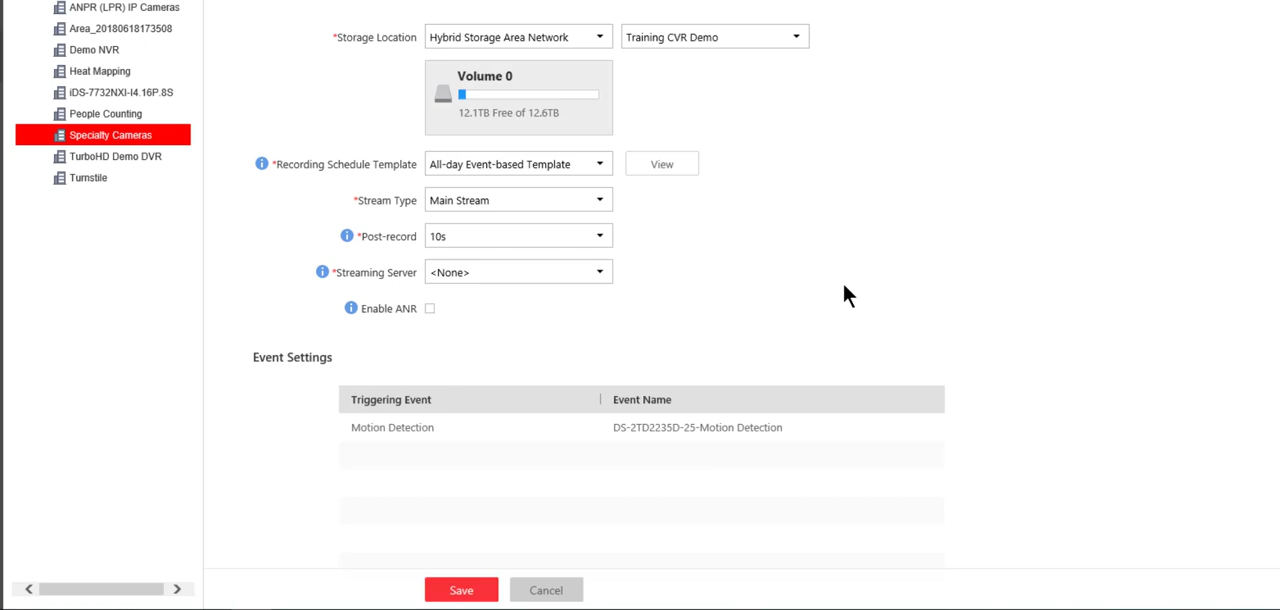 ANPR (LPR) IP Cameras
Area_20180618173508
Demo NVR
Heat Mapping
iDS-7732NXI-I4.16P.8S
People Counting
Specialty Cameras
TurboHD Demo DVR
Turnstile
*Storage Location Hybrid Storage Area Network Training CVR Demo
Volume 0
12.1TB Free of 12.6TB
*Recording Schedule Template All-day Event-based Template View
*Stream Type Main Stream
*Post-record 10s
*Streaming Server <None>
Enable ANR
Event Settings
Triggering Event Event Name
Motion Detection DS-2TD2235D-25-Motion Detection
Save Cancel